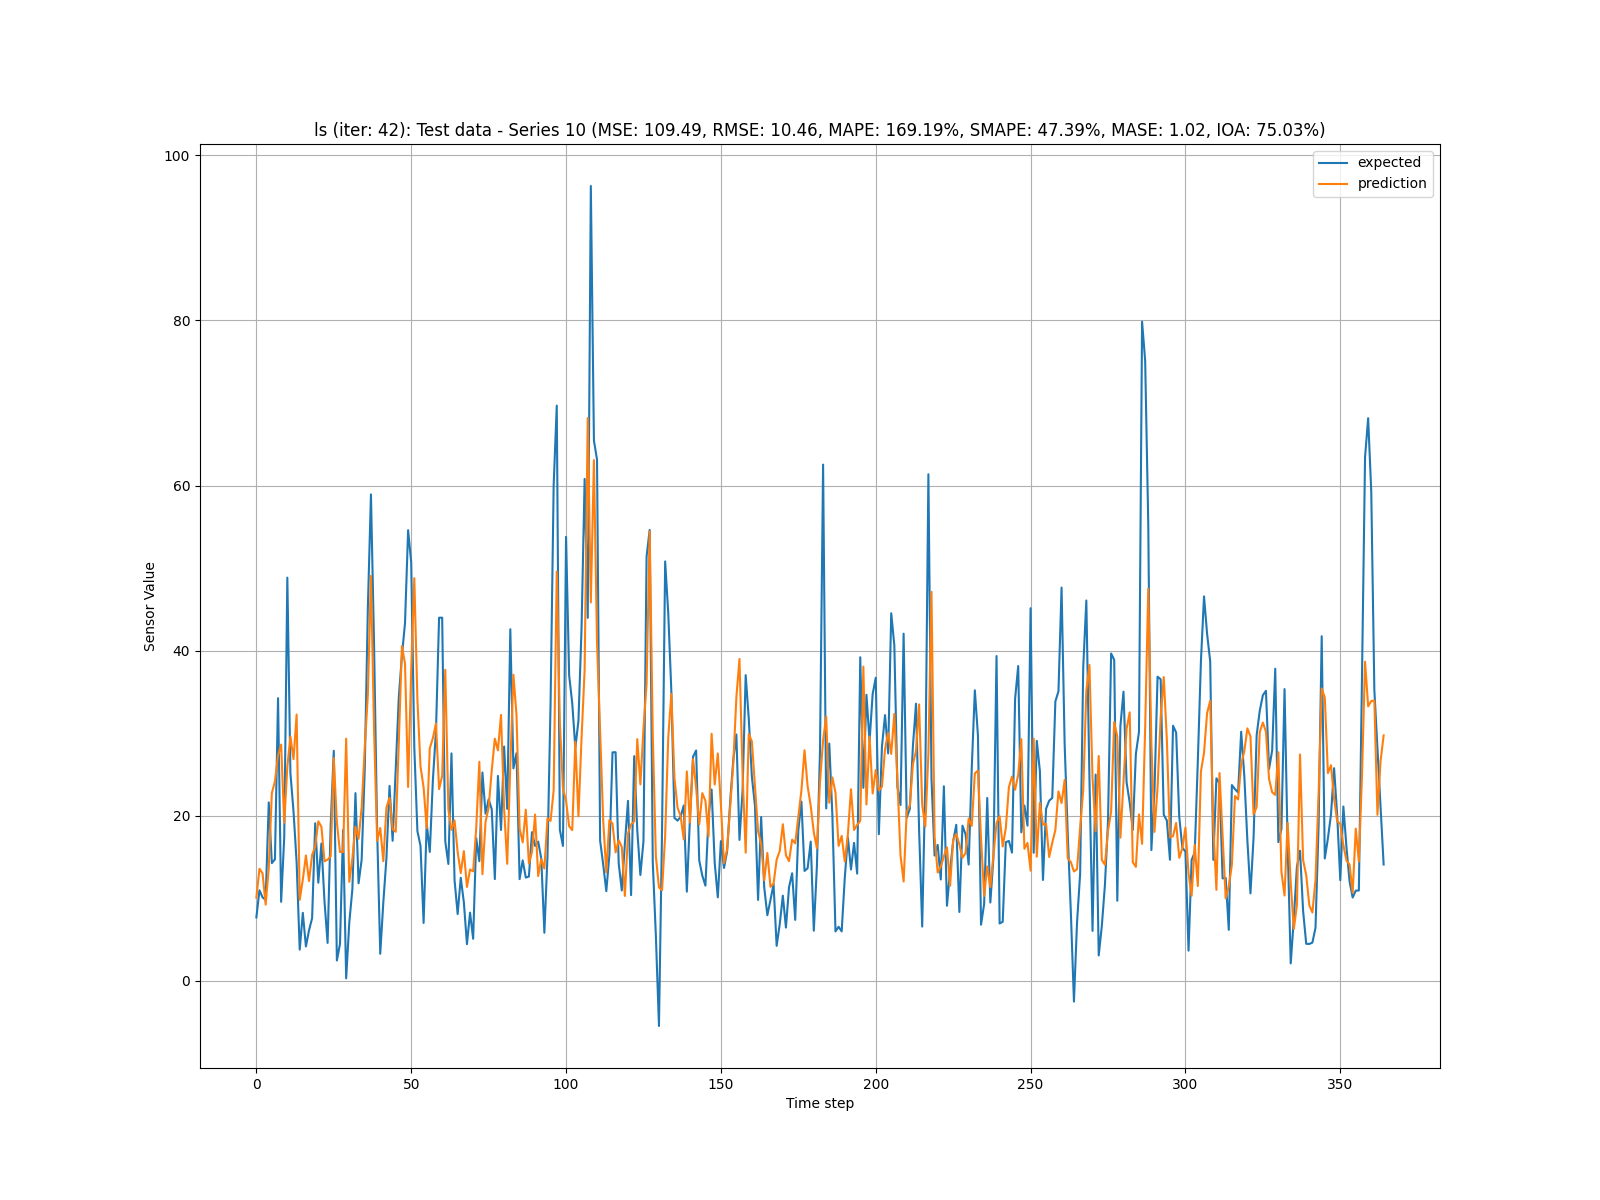 ls (iter: 42): Test data - Series 10 (MSE: 109.49, RMSE: 10.46, MAPE: 169.19%, SMAPE: 47.39%, MASE: 1.02, IOA: 75.03%)
expected
prediction
100
80
60
40
20
0
Sensor Value
0 50 100 150 200 250 300 350
Time step